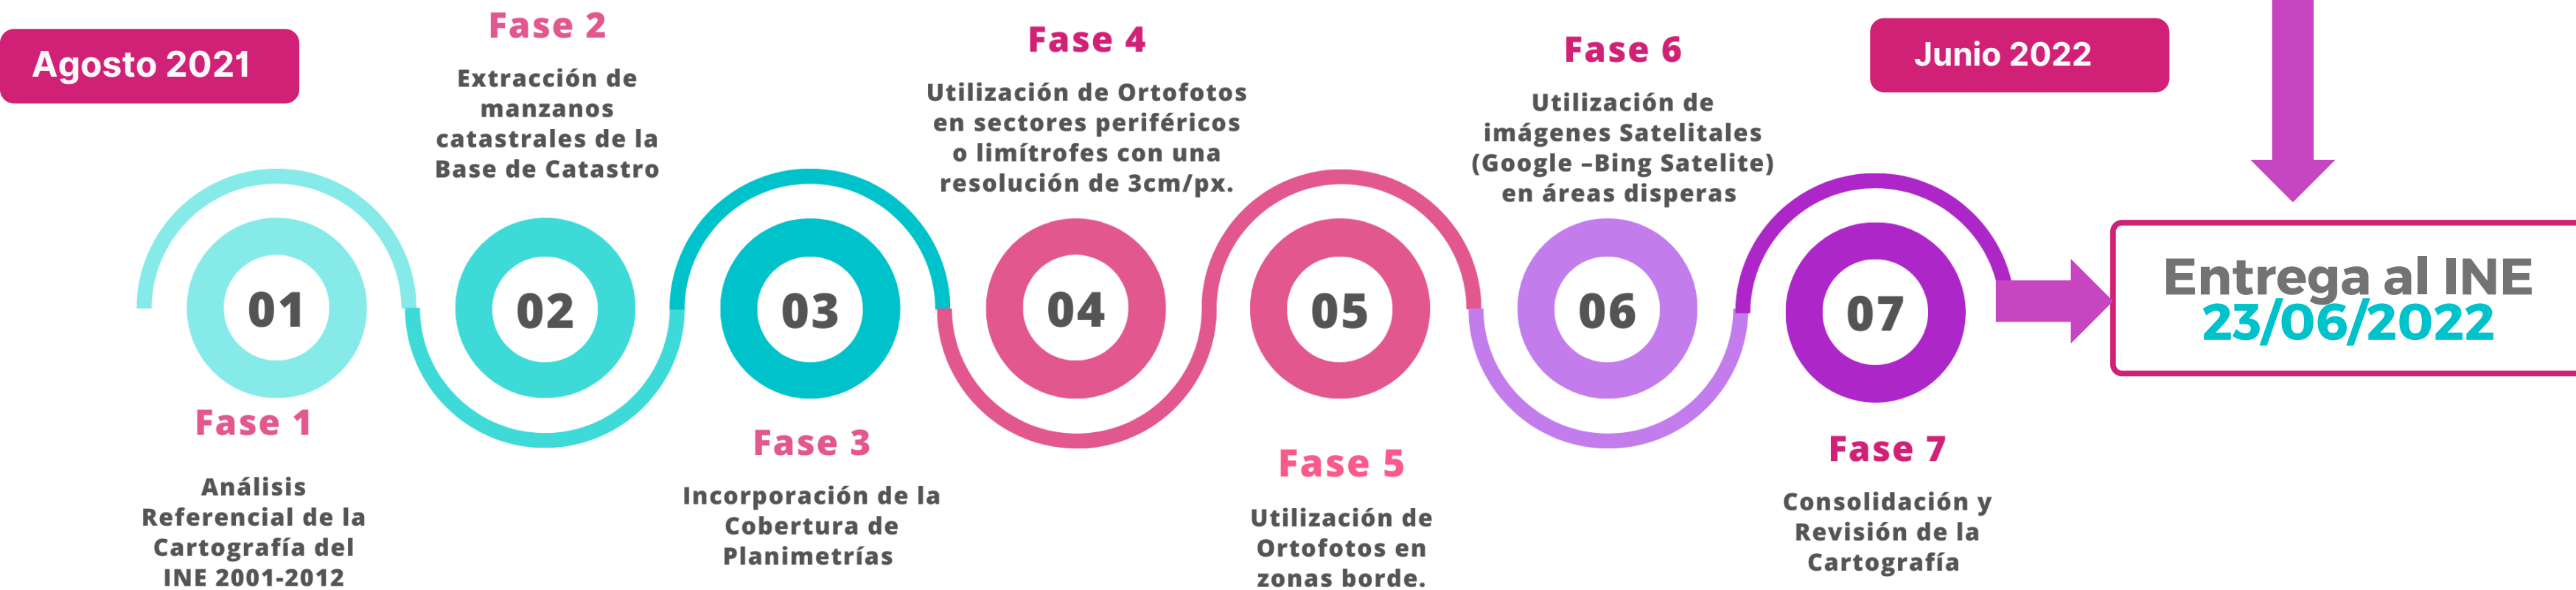 Agosto 2021
01
Fase 1
Análisis
Referencial de la
Cartografía del
INE 2001-2012
Fase 2
Extracción de
manzanos
catastrales de la
Base de Catastro
02
03
Fase 3
Incorporación de la
Cobertura de
Planimetrías
Fase 4
Utilización de Ortofotos
en sectores periféricos
o limítrofes con una
resolución de 3cm/px.
04
05
Fase 5
Utilización de
Ortofotos en
zonas borde.
Fase 6
Utilización de
imágenes Satelitales
(Google –Bing Satelite)
en áreas disperas
06
07
Fase 7
Consolidación y
Revisión de la
Cartografía
Junio 2022
Entrega al INE
23/06/2022